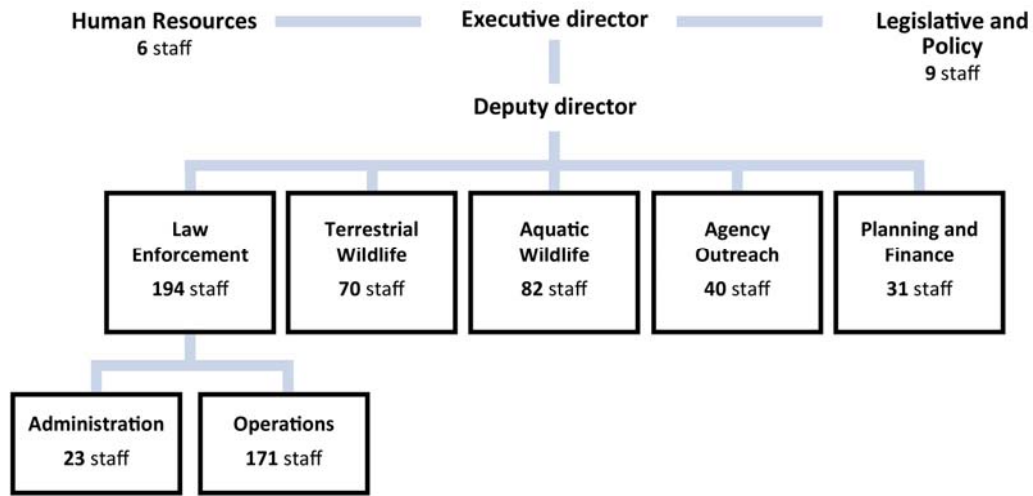 Human Resources
6 staff
Executive director
Legislative and
Policy
9 staff
Deputy director
Law
Enforcement
194 staff
Terrestrial
Wildlife
70 staff
Aquatic
Wildlife
82 staff
Agency
Outreach
40 staff
Planning and
Finance
31 staff
Administration
23 staff
Operations
171 staff